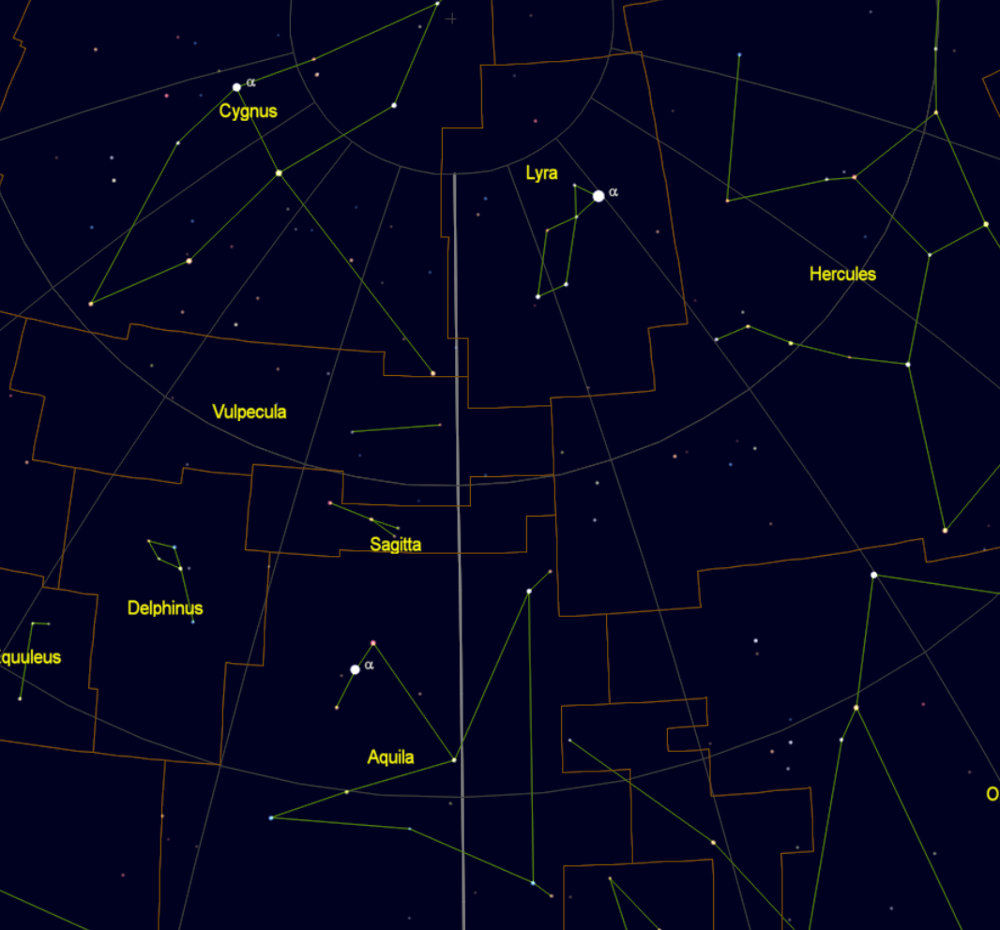 α
Cygnus
Lyra
α
Hercules
Vulpecula
Sagitta
Delphinus
quuleus
α
Aquila
O